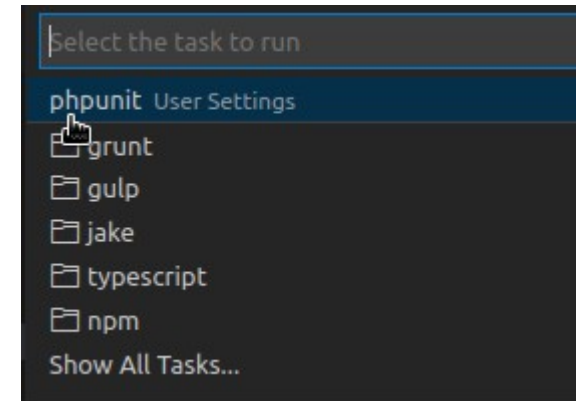 Select the task to run
phpunit User Settings
grunt
gulp
jake
typescript
npm
Show All Tasks...